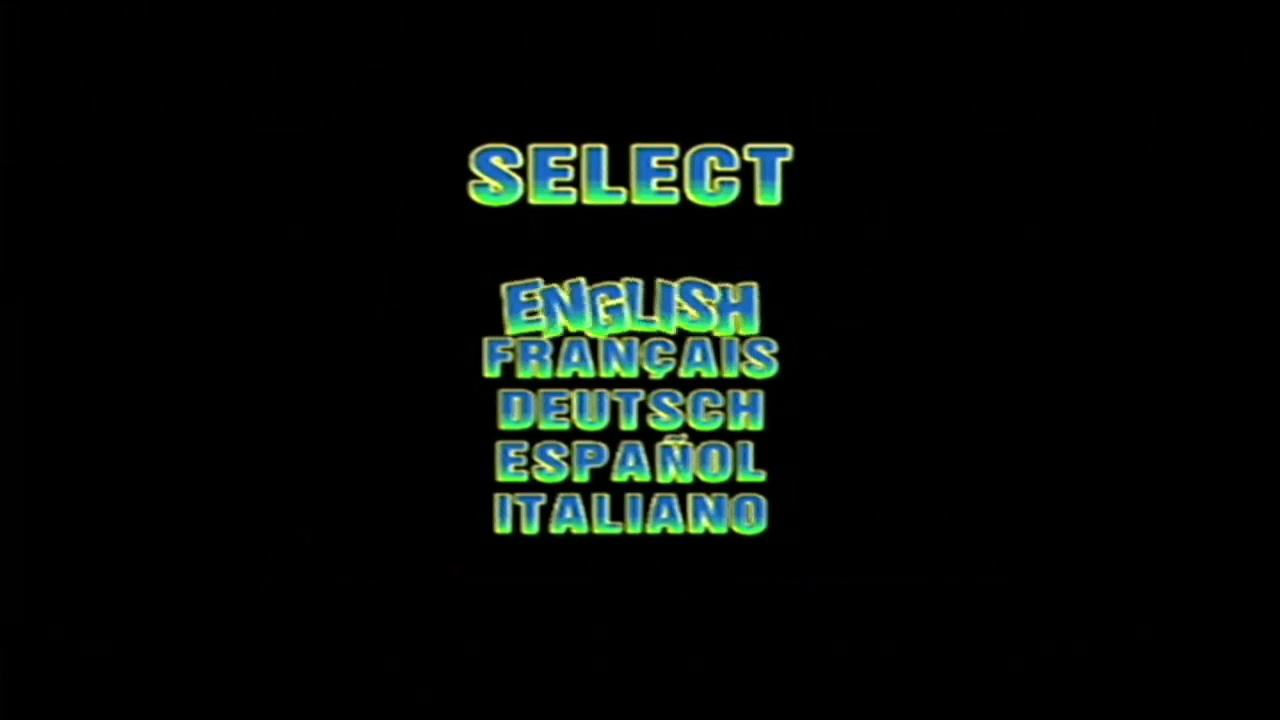 SELECT
ENGLISH
FRANÇAIS
DEUTSCH
ESPAÑOL
ITALIANO